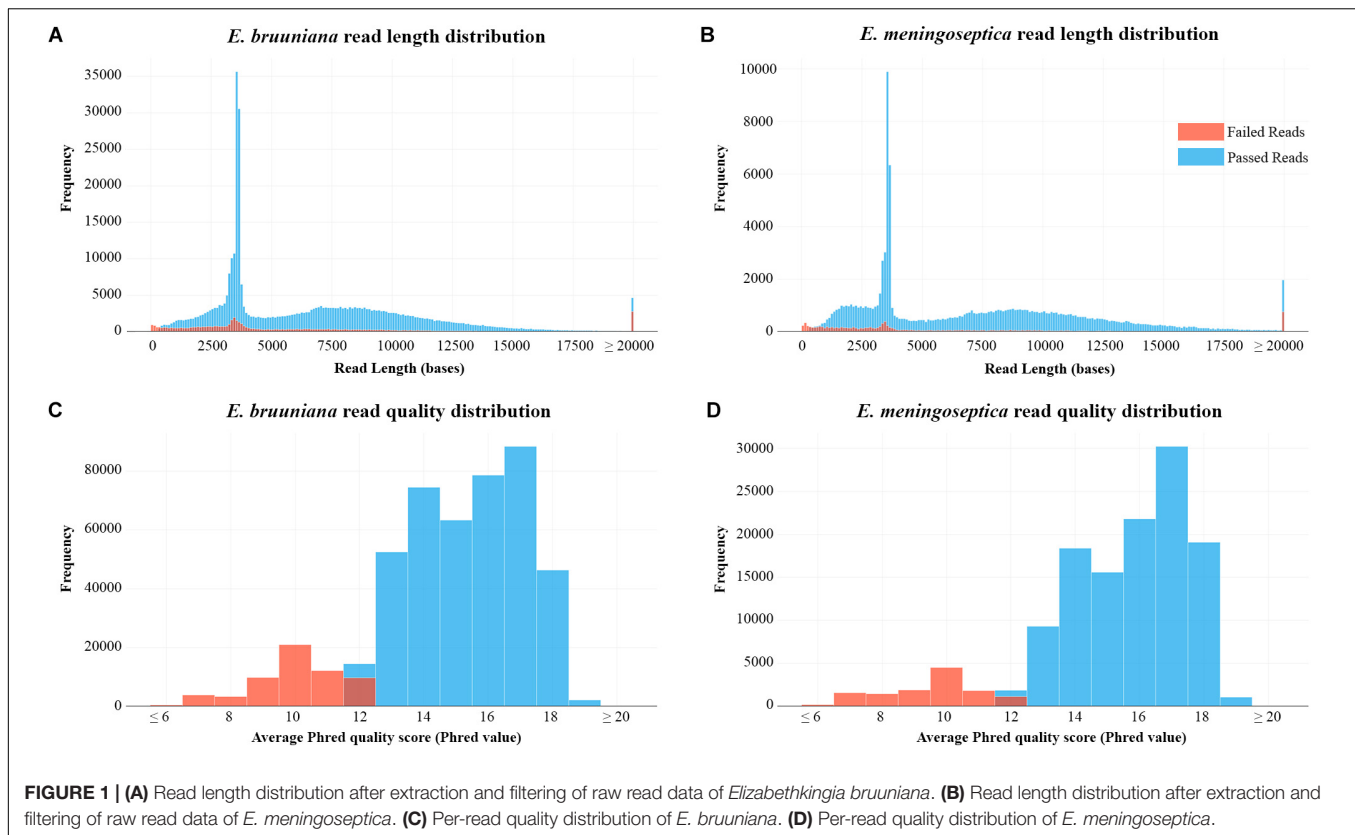 A
E. bruuniana read length distribution
35000
30000
25000
20000
15000
10000
5000
0
Frequency
0 2500 5000 7500 10000 12500 15000 17500 ≥ 20000
Read Length (bases)
B
E. meningoseptica read length distribution
10000
8000
6000
4000
2000
0
Frequency
Failed Reads
Passed Reads
0 2500 5000 7500 10000 12500 15000 17500 ≥ 20000
Read Length (bases)
C
E. bruuniana read quality distribution
80000
60000
40000
20000
0
Frequency
≤ 6 8 10 12 14 16 18 ≥ 20
Average Phred quality score (Phred value)
D
E. meningoseptica read quality distribution
30000
25000
20000
15000
10000
5000
0
Frequency
≤ 6 8 10 12 14 16 18 ≥ 20
Average Phred quality score (Phred value)
FIGURE 1 | (A) Read length distribution after extraction and filtering of raw read data of Elizabethkingia bruuniana. (B) Read length distribution after extraction and
filtering of raw read data of E. meningoseptica. (C) Per-read quality distribution of E. bruuniana. (D) Per-read quality distribution of E. meningoseptica.